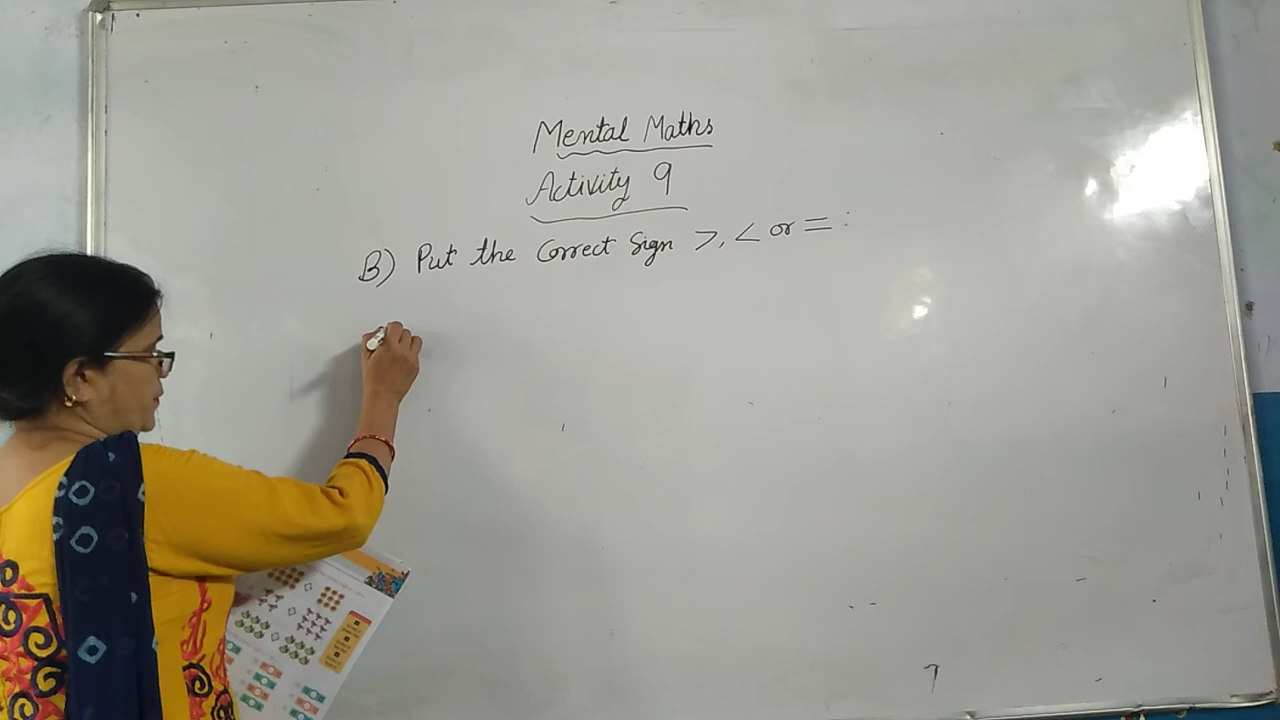 Mental Maths
Activity 9
B) Put the Correct Sign >, < or = :